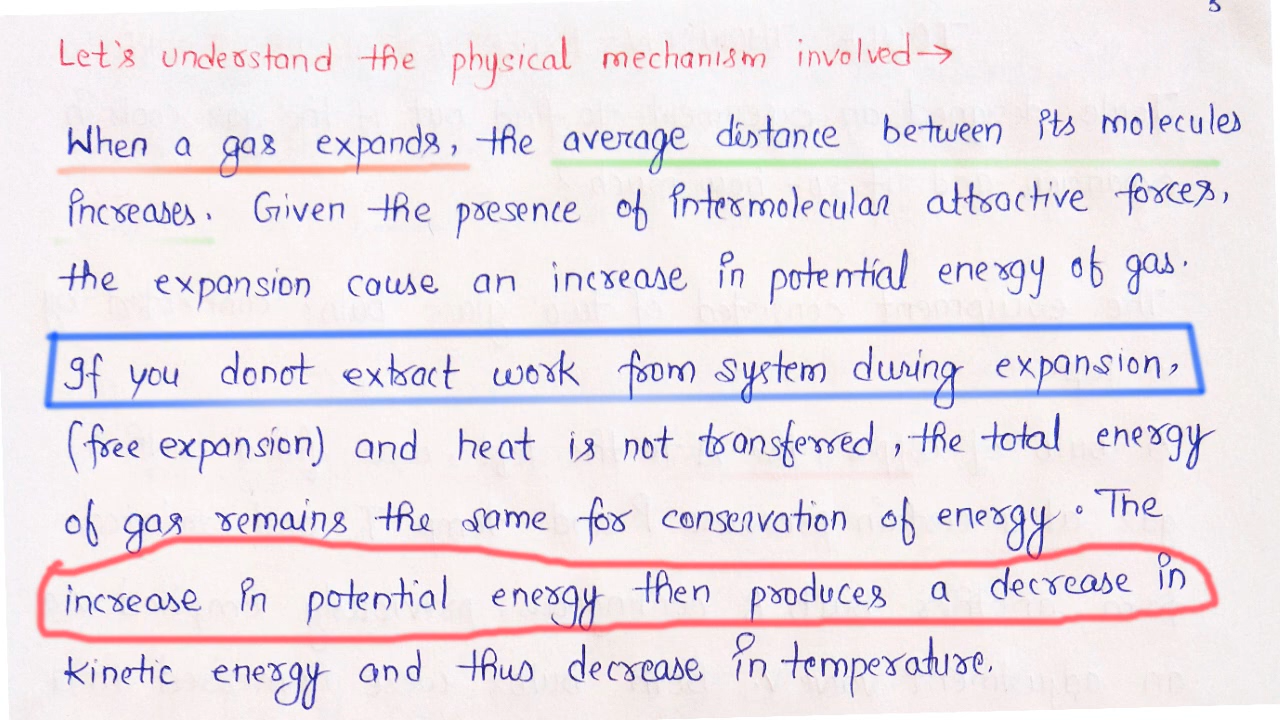 5
Let's understand the physical mechanism involved→
When a gas expands, the average distance between its molecules
increases. Given the presence of intermolecular attractive forces,
the expansion cause an increase in potential energy of gas.
If you donot extract work from system during expansion,
(free expansion) and heat is not transferred, the total energy
of gas remains the same for conservation of energy. The
increase in potential energy then produces a decrease in
kinetic energy and thus decrease in temperature.